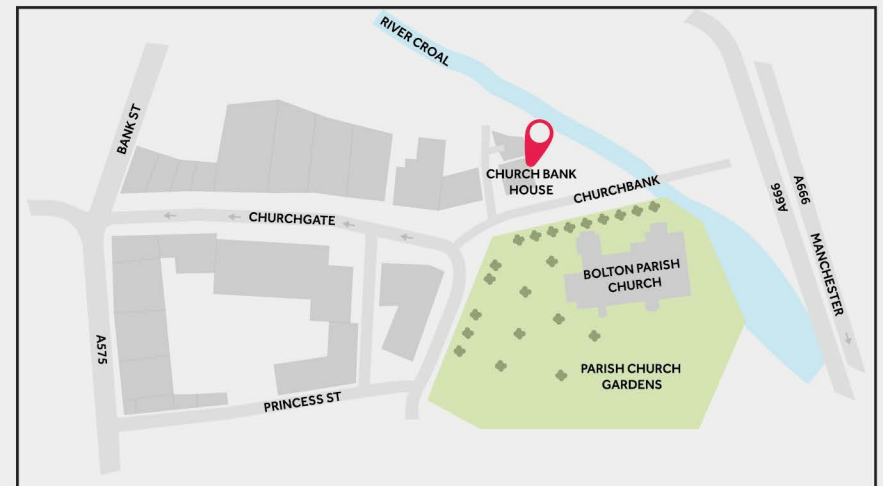 RIVER CROAL
BANK ST
CHURCH BANK
HOUSE
CHURCHBANK
A666
A666
CHURCHGATE
MANCHESTER
BOLTON PARISH
CHURCH
A575
PARISH CHURCH
GARDENS
PRINCESS ST